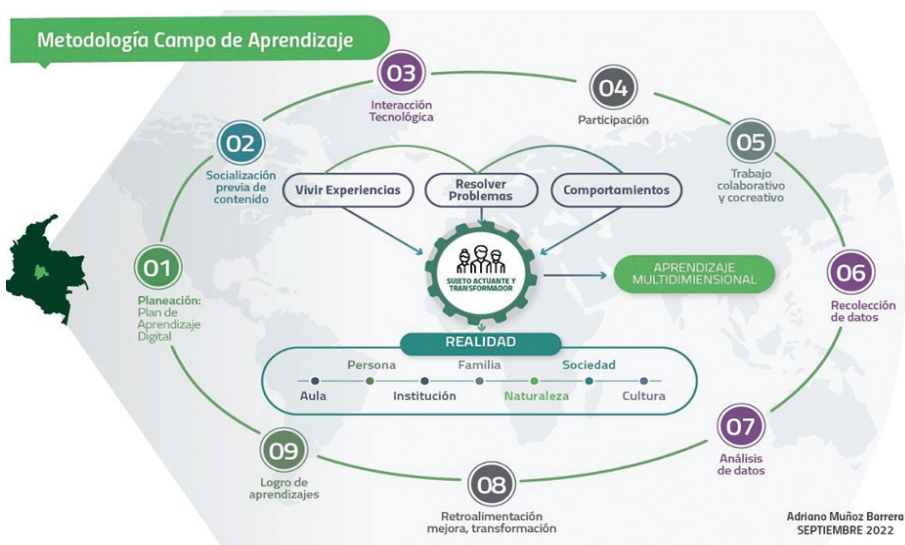 Metodología Campo de Aprendizaje
03
Interacción
Tecnológica
04
Participación
02
Socialización
previa de
contenido
05
Trabajo
colaborativo
y cocreativo
Vivir Experiencias
Resolver
Problemas
Comportamientos
01
Planeación:
Plan de
Aprendizaje
Digital
SUJETO ACTUANTE Y
TRANSFORMADOR
APRENDIZAJE
MULTIDIMIENSIONAL
06
Recolección
de datos
REALIDAD
Persona
Familia
Sociedad
Aula
Institución
Naturaleza
Cultura
07
Análisis
de datos
09
Logro de
aprendizajes
08
Retroalimentación
mejora, transformación
Adriano Muñoz Barrera
SEPTIEMBRE 2022